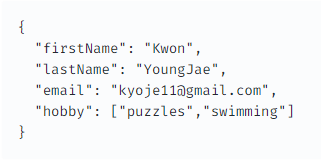 {
"firstName": "Kwon",
"lastName": "YoungJae",
"email": "kyoje11@gmail.com",
"hobby": ["puzzles","swimming"]
}